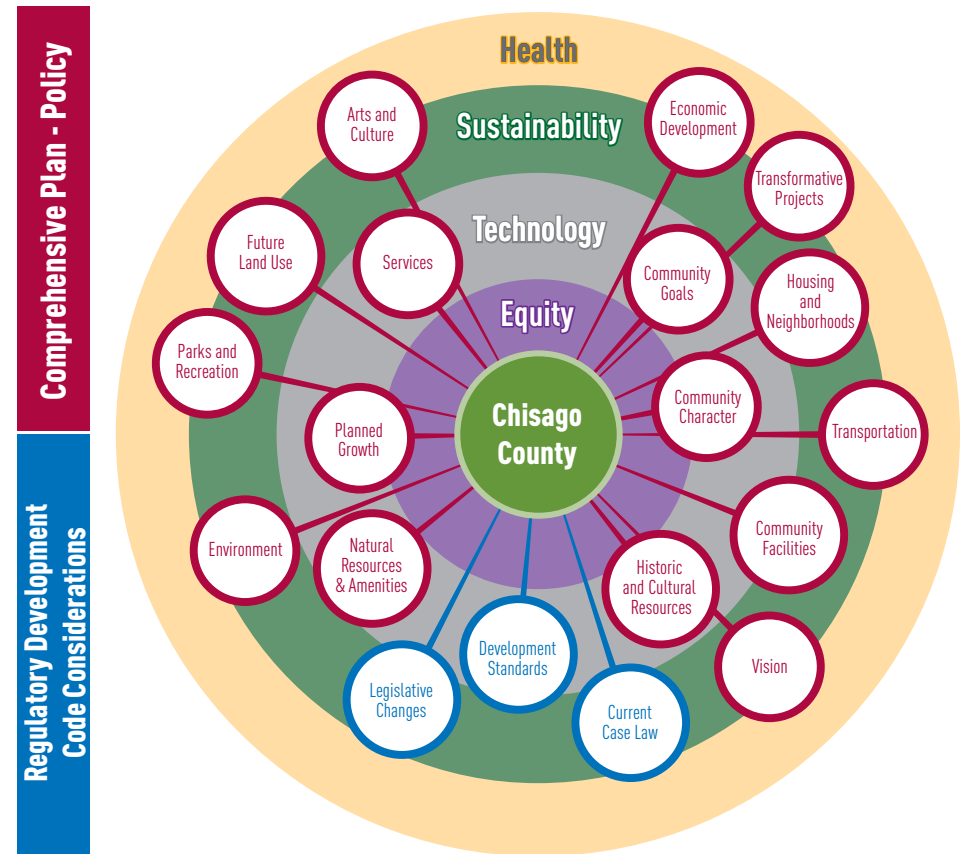 Comprehensive Plan - Policy
Regulatory Development
Code Considerations
Health
Sustainability
Technology
Equity
Chisago
County
Arts and
Culture
Economic
Development
Transformative
Projects
Future
Land Use
Services
Community
Goals
Housing
and
Neighborhoods
Parks and
Recreation
Planned
Growth
Community
Character
Transportation
Environment
Natural
Resources
& Amenities
Historic
and Cultural
Resources
Community
Facilities
Vision
Legislative
Changes
Development
Standards
Current
Case Law